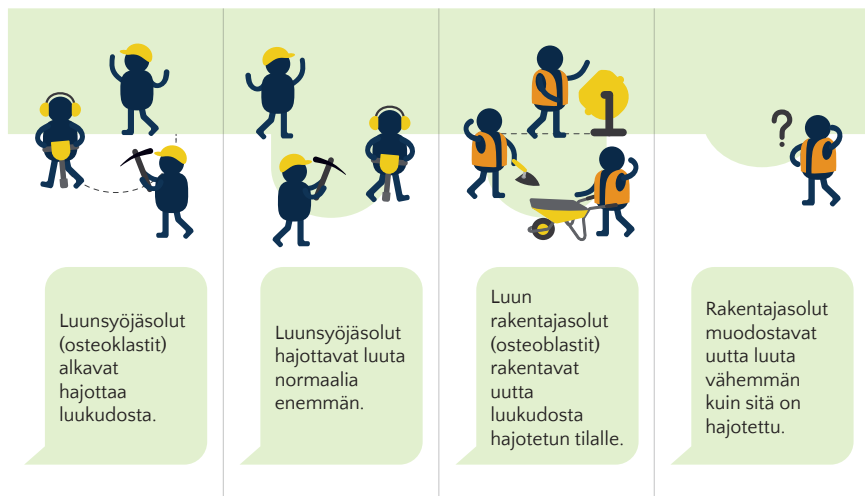 Luunsyöjäsolut
(osteoklastit)
alkavat
hajottaa
luukudosta.
Luunsyöjäsolut
hajottavat luuta
normaalia
enemmän.
Luun
rakentajasolut
(osteoblastit)
rakentavat
uutta
luukudosta
hajotetun tilalle.
?
Rakentajasolut
muodostavat
uutta luuta
vähemmän
kuin sitä on
hajotettu.